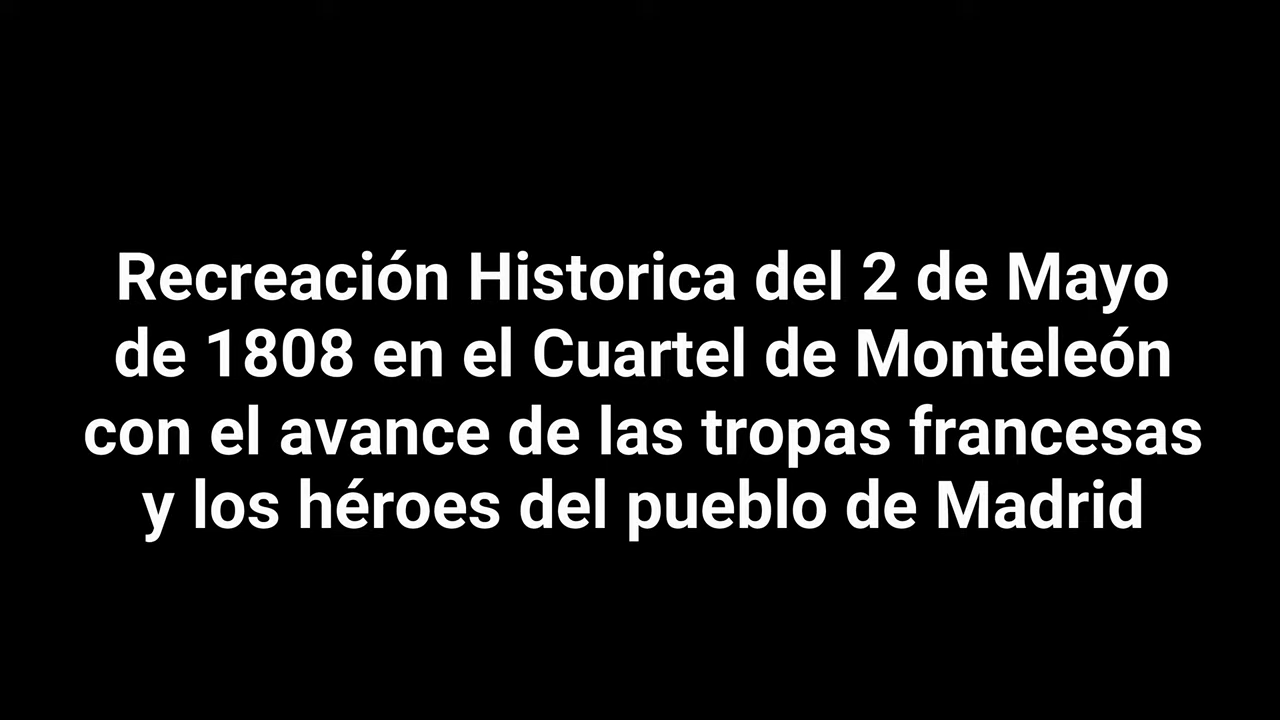 Recreación Historica del 2 de Mayo
de 1808 en el Cuartel de Monteleón
con el avance de las tropas francesas
y los héroes del pueblo de Madrid